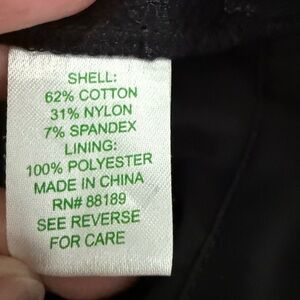 SHELL:
62% COTTON
31% NYLON
7% SPANDEX
LINING:
100% POLYESTER
MADE IN CHINA
RN# 88189
SEE REVERSE
FOR CARE